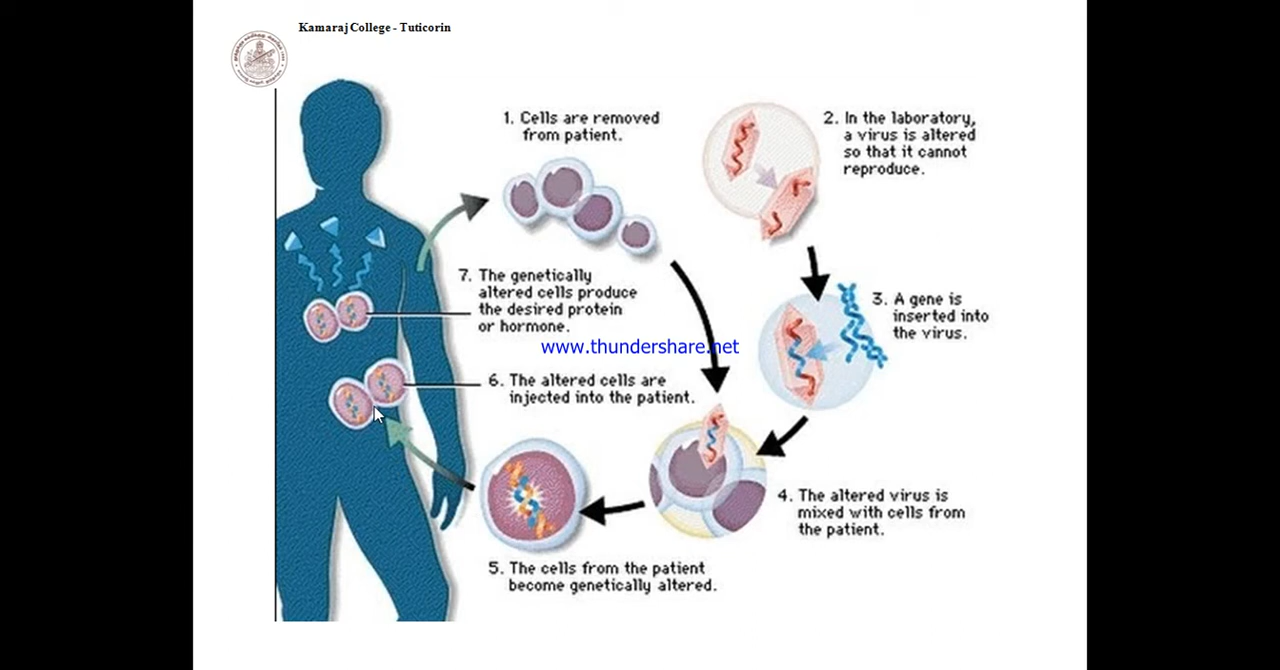 Kamaraj College - Tuticorin
1. Cells are removed
from patient.
2. In the laboratory,
a virus is altered
so that it cannot
reproduce.
3. A gene is
inserted into
the virus.
7. The genetically
altered cells produce
the desired protein
or hormone.
www.thundershare.net
6. The altered cells are
injected into the patient.
4. The altered virus is
mixed with cells from
the patient.
5. The cells from the patient
become genetically altered.